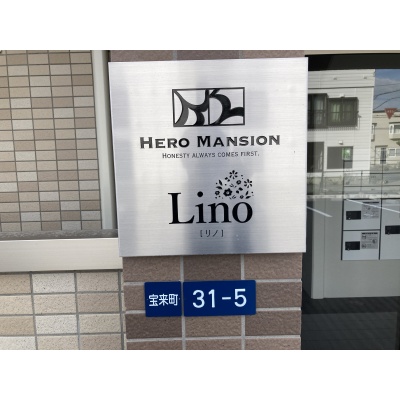 HERO MANSION
HONESTY ALWAYS COMES FIRST.
Lino
[リノ]
宝来町 31-5